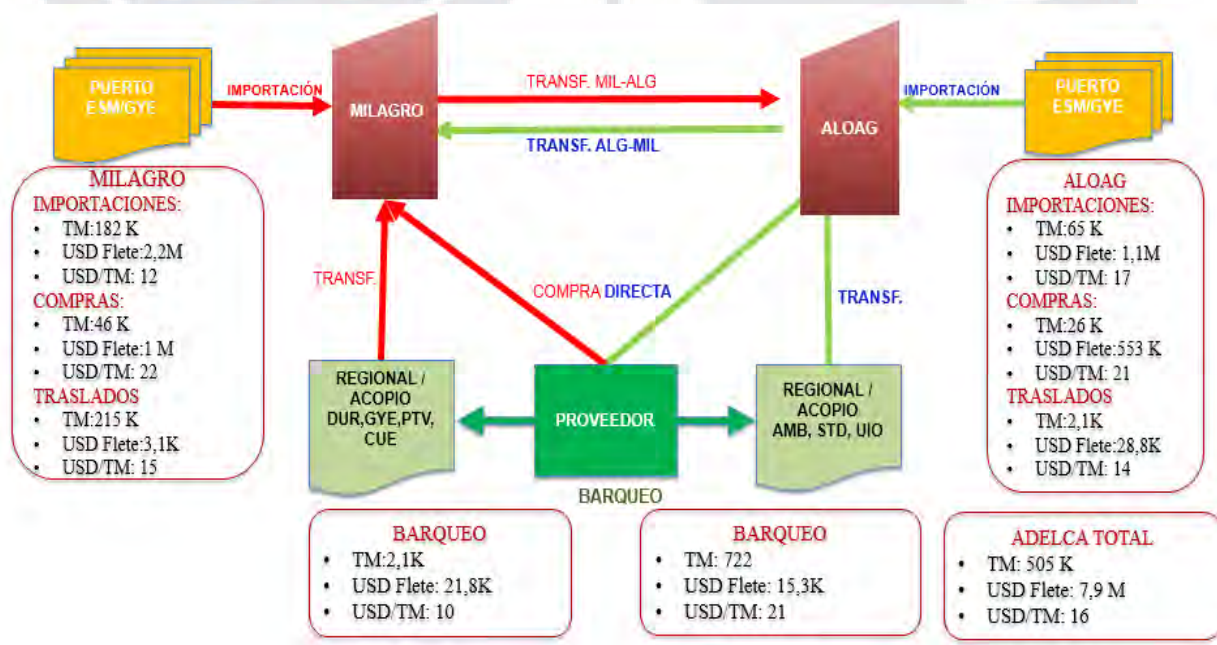 PUERTO
ESM/GYE
IMPORTACIÓN
MILAGRO
TRANSF. MIL-ALG
TRANSF. ALG-MIL
ALOAG
IMPORTACIÓN
PUERTO
ESM/GYE
MILAGRO
IMPORTACIONES:
• TM:182 K
• USD Flete:2,2M
• USD/TM: 12
COMPRAS:
• TM:46 K
• USD Flete:1 M
• USD/TM: 22
TRASLADOS
• TM:215 K
• USD Flete:3,1K
• USD/TM: 15
TRANSF.
COMPRA DIRECTA
TRANSF.
ALOAG
IMPORTACIONES:
• TM:65 K
• USD Flete: 1,1M
• USD/TM: 17
COMPRAS:
• TM:26 K
• USD Flete:553 K
• USD/TM: 21
TRASLADOS
• TM:2,1K
• USD Flete:28,8K
• USD/TM: 14
REGIONAL /
ACOPIO
DUR,GYE,PTV,
CUE
PROVEEDOR
REGIONAL /
ACOPIO
AMB, STD, UIO
BARQUEO
BARQUEO
• TM:2,1K
• USD Flete: 21,8K
• USD/TM: 10
BARQUEO
• TM: 722
• USD Flete: 15,3K
• USD/TM: 21
ADELCA TOTAL
• TM: 505 K
• USD Flete: 7,9 M
• USD/TM: 16